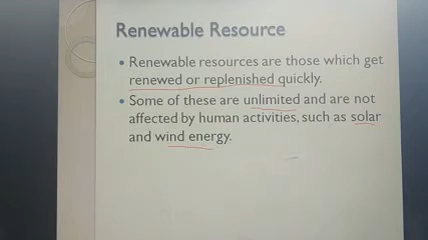 Renewable Resource
• Renewable resources are those which get
renewed or replenished quickly.
• Some of these are unlimited and are not
affected by human activities, such as solar
and wind energy.